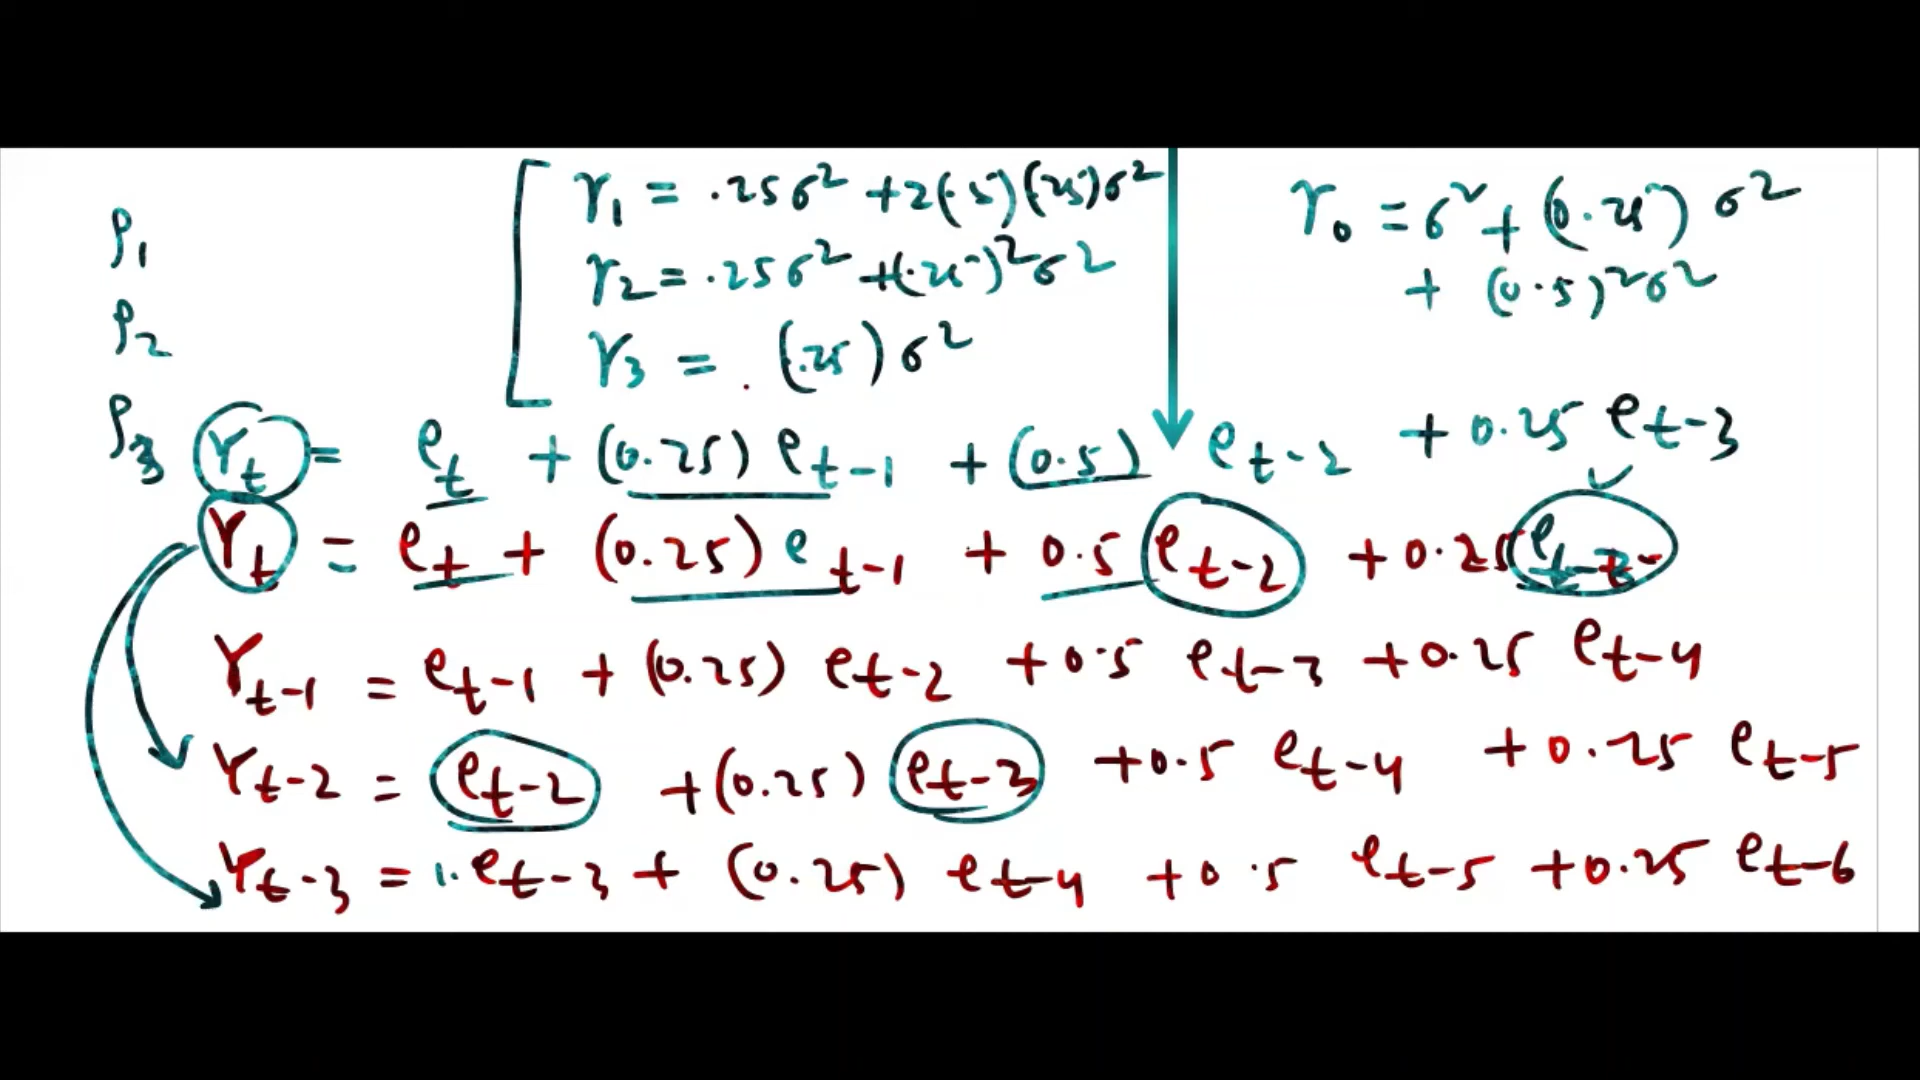 ρ₁
ρ₂
ρ₃
γ₁ = .25σ² + 2(.5)(.25)σ²
γ₂ = .25σ² + (.25)²σ²
γ₃ = . (.25)σ²
γ₀ = σ² + (0.25)σ²
+ (0.5)²σ²
Yt = et + (0.25) et-1 + (0.5) et-2 + 0.25 et-3
Yt = et + (0.25) et-1 + 0.5 et-2 + 0.25 et-3
Yt-1 = et-1 + (0.25) et-2 + 0.5 et-3 + 0.25 et-4
Yt-2 = et-2 + (0.25) et-3 + 0.5 et-4 + 0.25 et-5
Yt-3 = 1. et-3 + (0.25) et-4 + 0.5 et-5 + 0.25 et-6